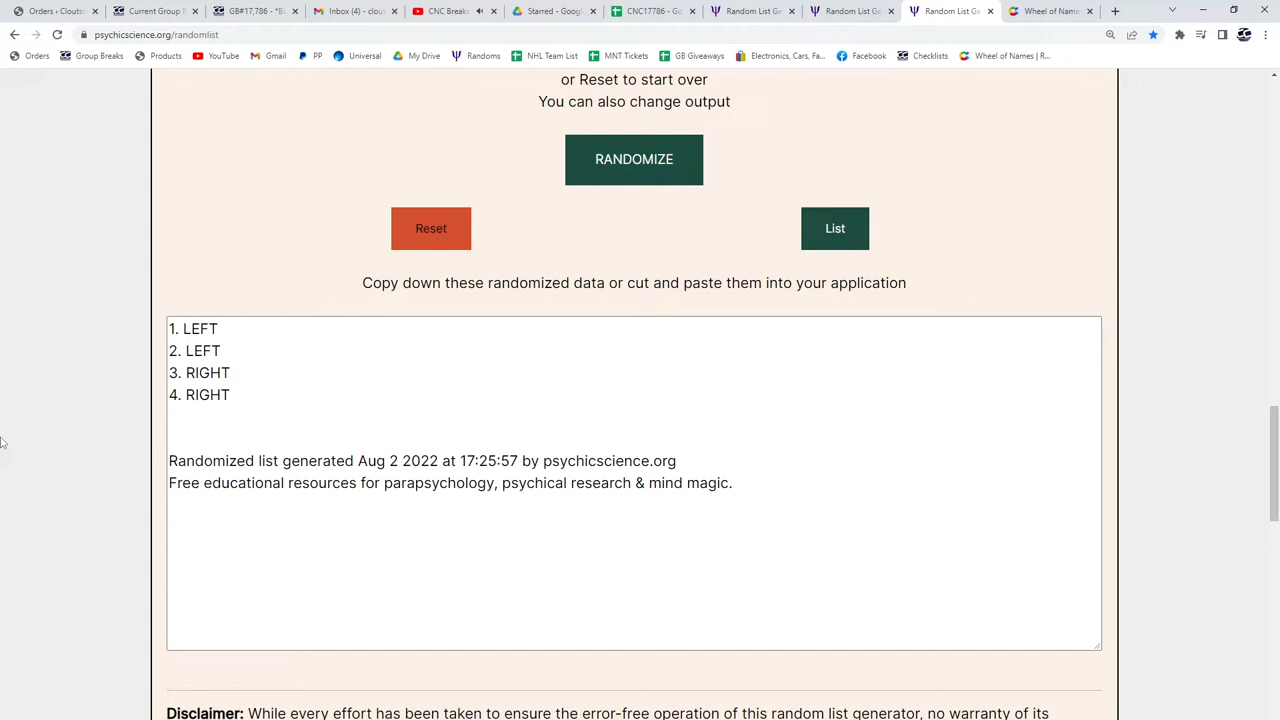 Orders ‹ Clouts
Current Group B
GB#17,786 - *Bl
Inbox (4) - clout
CNC Breaks
Starred - Googl
CNC17786 - Go
Random List Ge
Random List Ge
Random List Ge
Wheel of Name
psychicscience.org/randomlist
Orders
Group Breaks
Products
YouTube
Gmail
PP
Universal
My Drive
Randoms
NHL Team List
MNT Tickets
GB Giveaways
Electronics, Cars, Fa...
Facebook
Checklists
Wheel of Names | R...
or Reset to start over
You can also change output
RANDOMIZE
Reset
List
Copy down these randomized data or cut and paste them into your application
1. LEFT
2. LEFT
3. RIGHT
4. RIGHT
Randomized list generated Aug 2 2022 at 17:25:57 by psychicscience.org
Free educational resources for parapsychology, psychical research & mind magic.
Disclaimer: While every effort has been taken to ensure the error-free operation of this random list generator, no warranty of its